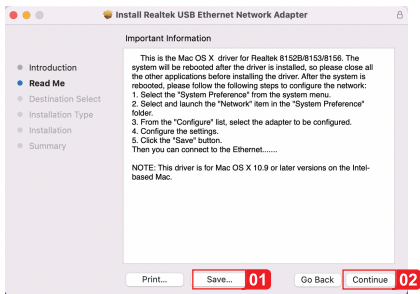 Install Realtek USB Ethernet Network Adapter
Important Information
Introduction
Read Me
Destination Select
Installation Type
Installation
Summary
This is the Mac OS X driver for Realtek 8152B/8153/8156. The
system will be rebooted after the driver is installed, so please close all
the other applications before installing the driver. After the system is
rebooted, please follow the following steps to configure the network:
1. Select the "System Preference" from the system menu.
2. Select and launch the "Network" item in the "System Preference"
folder.
3. From the "Configure" list, select the adapter to be configured.
4. Configure the settings.
5. Click the "Save" button.
Then you can connect to the Ethernet.......
NOTE: This driver is for Mac OS X 10.9 or later versions on the Intel-
based Mac.
Print... Save... 01 Go Back Continue 02